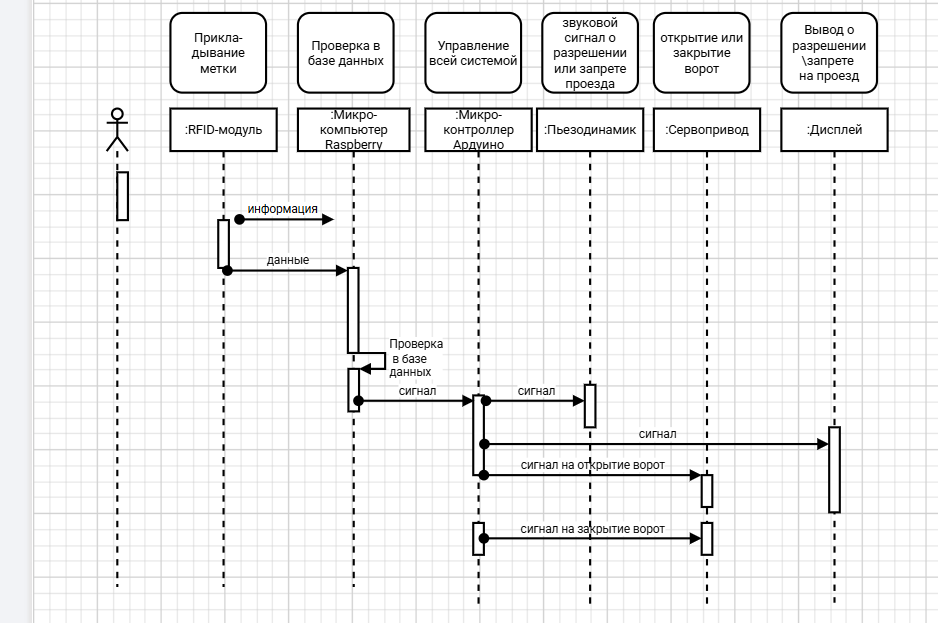 Прикла-
дывание
метки
Проверка в
базе данных
Управление
всей системой
звуковой
сигнал о
разрешении
или запрете
проезда
открытие или
закрытие
ворот
Вывод о
разрешении
\запрете
на проезд
:RFID-модуль
:Микро-
компьютер
Raspberry
:Микро-
контроллер
Ардуино
:Пьезодинамик
:Сервопривод
:Дисплей
информация
данные
Проверка
в базе
данных
сигнал
сигнал
сигнал
сигнал на открытие ворот
сигнал на закрытие ворот